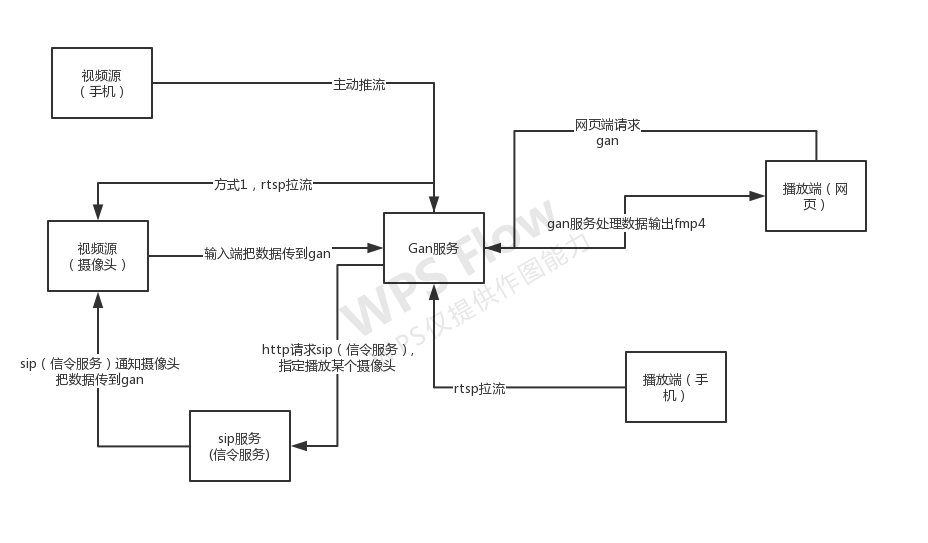 视频源
（手机）
主动推流
网页端请求
gan
方式1，rtsp拉流
播放端（网
页）
视频源
（摄像头）
输入端把数据传到gan
Gan服务
gan服务处理数据输出fmp4
WPS Flow
WPS仅提供作图能力
http请求sip（信令服务），
指定播放某个摄像头
sip（信令服务）通知摄像头
把数据传到gan
rtsp拉流
播放端（手
机）
sip服务
(信令服务)